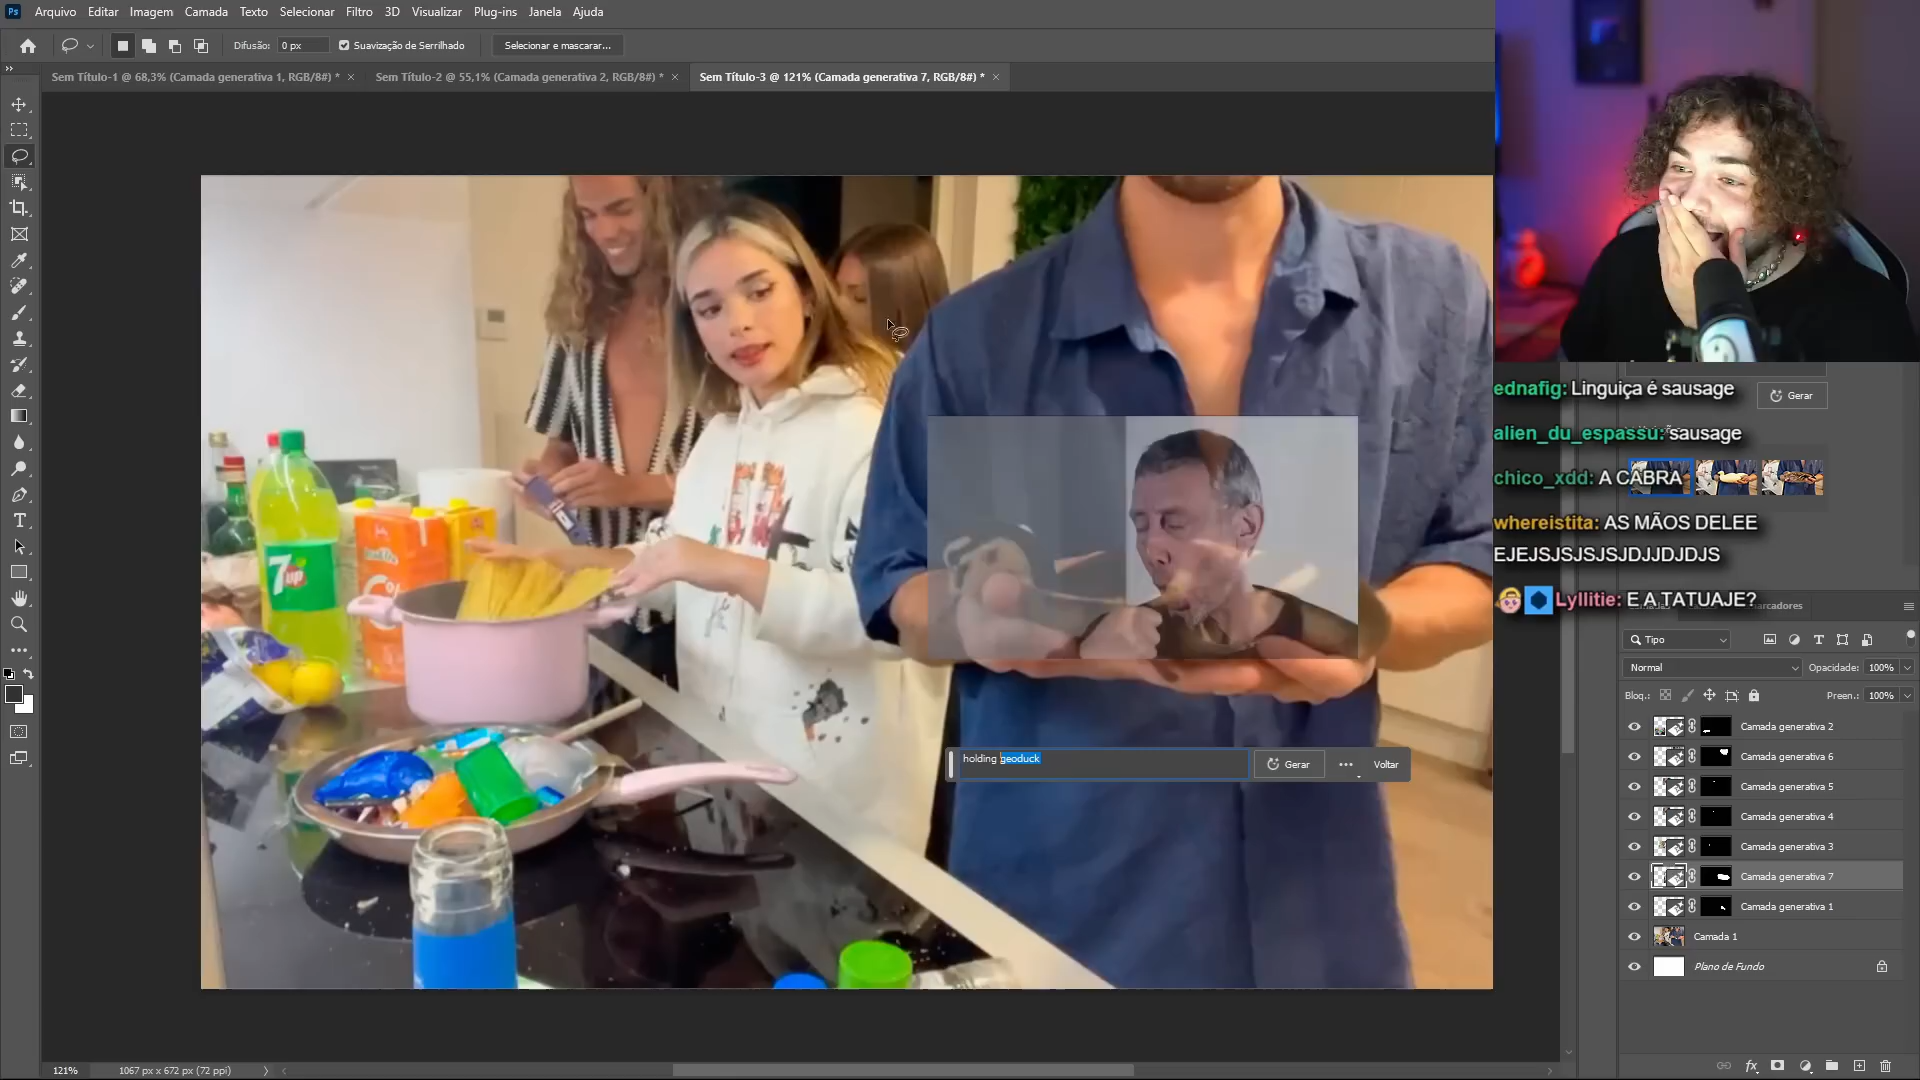 Ps Arquivo Editar Imagem Camada Texto Selecionar Filtro 3D Visualizar Plug-ins Janela Ajuda
Difusão: 0 px Suavização de Serrilhado Selecionar e mascarar...
Sem Título-1 @ 68,3% (Camada generativa 1, RGB/8#) * Sem Título-2 @ 55,1% (Camada generativa 2, RGB/8#) * Sem Título-3 @ 121% (Camada generativa 7, RGB/8#) *
7up
holding geoduck
Gerar
Voltar
Gerar
ednafig: Linguiça é sausage
alien_du_espassu: sausage
chico_xdd: A CABRA
whereistita: AS MÃOS DELEE
EJEJSJSJSJSJDJJDJDJS
Lyllitie: E A TATUAJE?
Tipo
Normal Opacidade: 100%
Bloq.: Preen.: 100%
Camada generativa 2
Camada generativa 6
Camada generativa 5
Camada generativa 4
Camada generativa 3
Camada generativa 7
Camada generativa 1
Camada 1
Plano de Fundo
fx
121% 1067 px x 672 px (72 ppi)